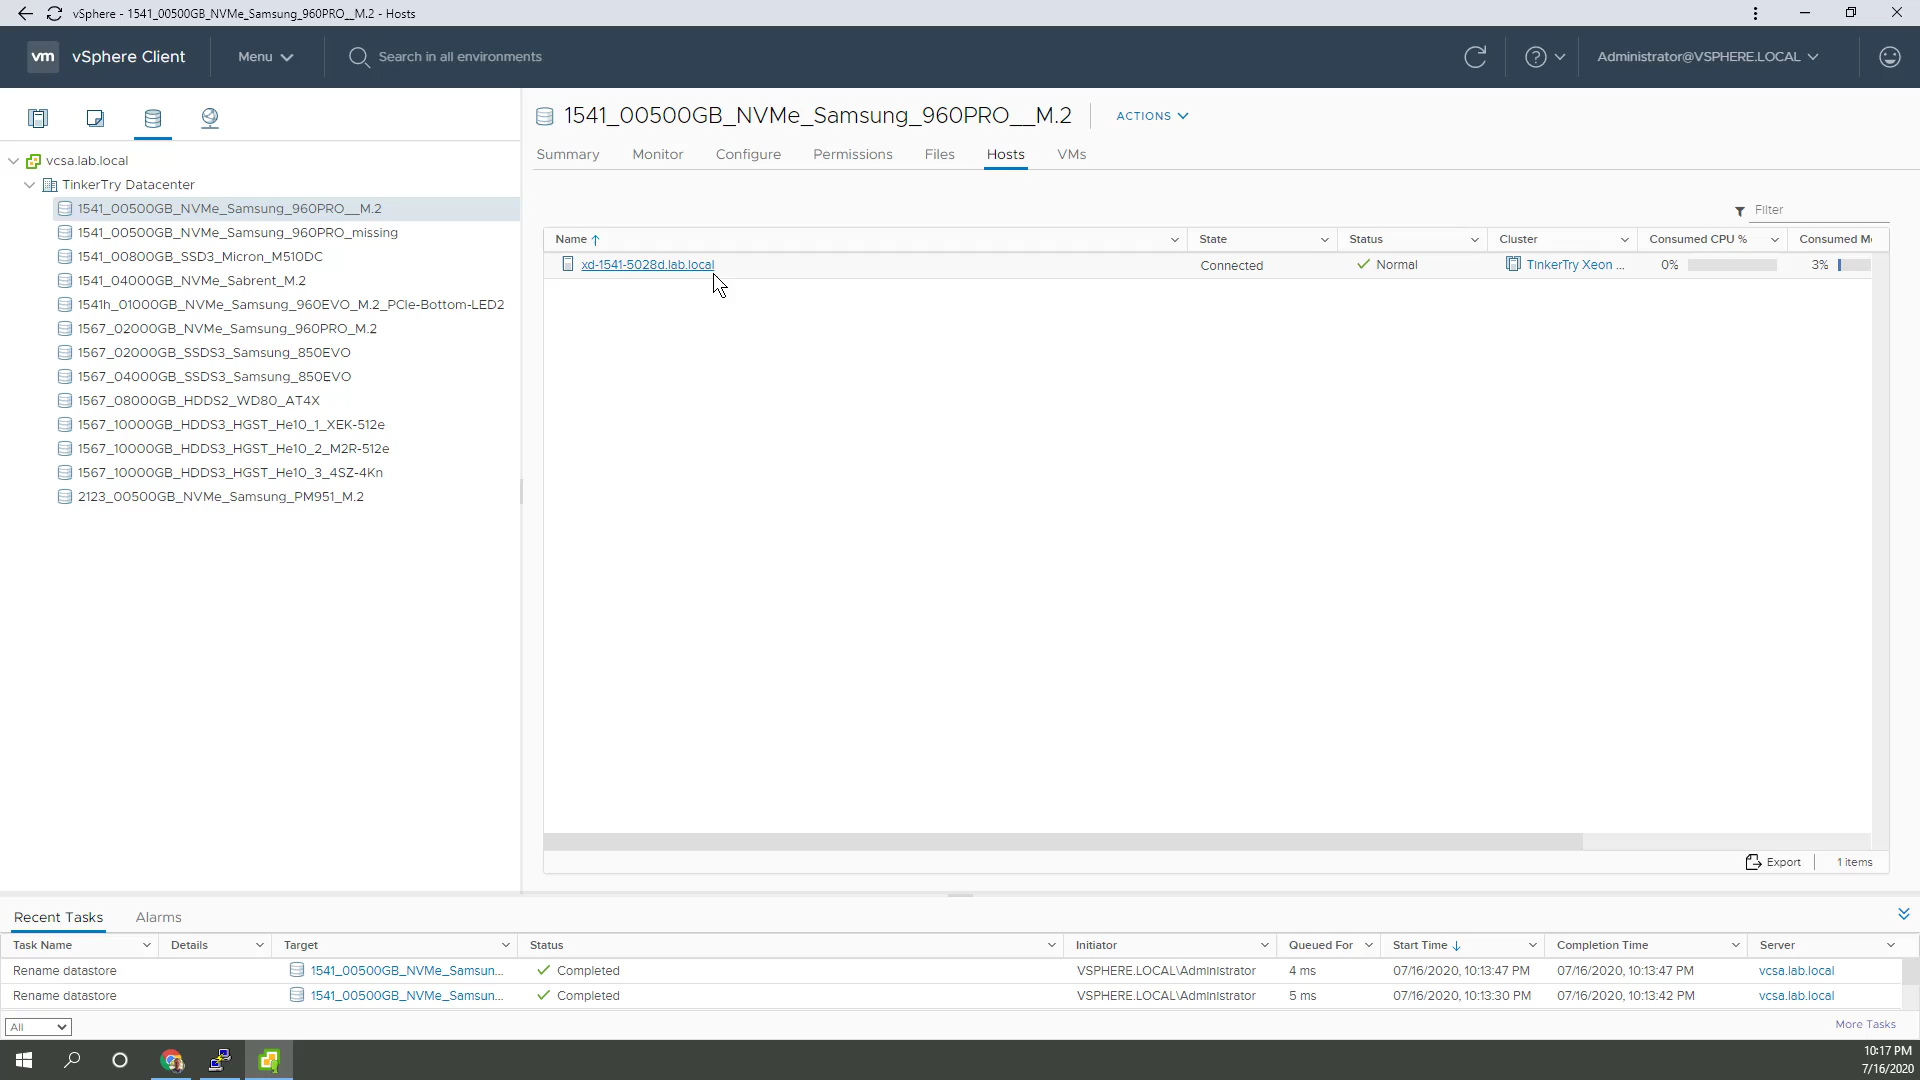 vSphere - 1541_00500GB_NVMe_Samsung_960PRO__M.2 - Hosts
vm vSphere Client Menu Search in all environments Administrator@VSPHERE.LOCAL
1541_00500GB_NVMe_Samsung_960PRO__M.2 ACTIONS
Summary Monitor Configure Permissions Files Hosts VMs
vcsa.lab.local
TinkerTry Datacenter
1541_00500GB_NVMe_Samsung_960PRO__M.2
1541_00500GB_NVMe_Samsung_960PRO_missing
1541_00800GB_SSD3_Micron_M510DC
1541_04000GB_NVMe_Sabrent_M.2
1541h_01000GB_NVMe_Samsung_960EVO_M.2_PCIe-Bottom-LED2
1567_02000GB_NVMe_Samsung_960PRO_M.2
1567_02000GB_SSDS3_Samsung_850EVO
1567_04000GB_SSDS3_Samsung_850EVO
1567_08000GB_HDDS2_WD80_AT4X
1567_10000GB_HDDS3_HGST_He10_1_XEK-512e
1567_10000GB_HDDS3_HGST_He10_2_M2R-512e
1567_10000GB_HDDS3_HGST_He10_3_4SZ-4Kn
2123_00500GB_NVMe_Samsung_PM951_M.2
Filter
Name State Status Cluster Consumed CPU % Consumed M
xd-1541-5028d.lab.local Connected Normal TinkerTry Xeon ... 0% 3%
Export 1 items
Recent Tasks Alarms
Task Name Details Target Status Initiator Queued For Start Time Completion Time Server
Rename datastore 1541_00500GB_NVMe_Samsun... Completed VSPHERE.LOCAL\Administrator 4 ms 07/16/2020, 10:13:47 PM 07/16/2020, 10:13:47 PM vcsa.lab.local
Rename datastore 1541_00500GB_NVMe_Samsun... Completed VSPHERE.LOCAL\Administrator 5 ms 07/16/2020, 10:13:30 PM 07/16/2020, 10:13:42 PM vcsa.lab.local
All More Tasks
10:17 PM
7/16/2020